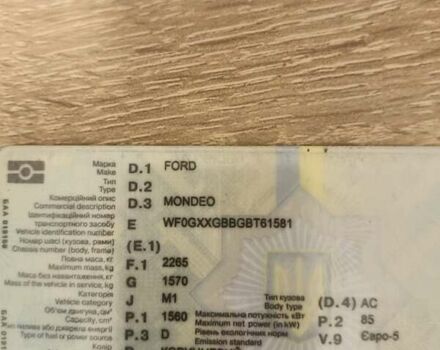 Марка
Make D.1 FORD
Тип
Type D.2
Комерційний опис
Commercial description D.3 MONDEO
Ідентифікаційний номер
транспортного засобу E WF0GXXGBBGBT61581
Vehicle identification number
Номер шасі (кузова, рами) (E.1)
Chassis number (body, frame)
Повна маса, кг
Maximum mass, kg F.1 2265
Маса без навантаження, кг
Mass of the vehicle in service, kg G 1570
Категорія
Vehicle category J M1 Тип кузова
Body Type (D.4) AC
Об'єм двигуна, см³
Capacity, cm³ P.1 1560 Максимальна потужність кВт
Maximum net power (in kW) P.2 85
Тип палива або джерела енергії
Type of fuel or power source P.3 D Рівень екологічних норм
Emission standard V.9 Євро-5
Колір